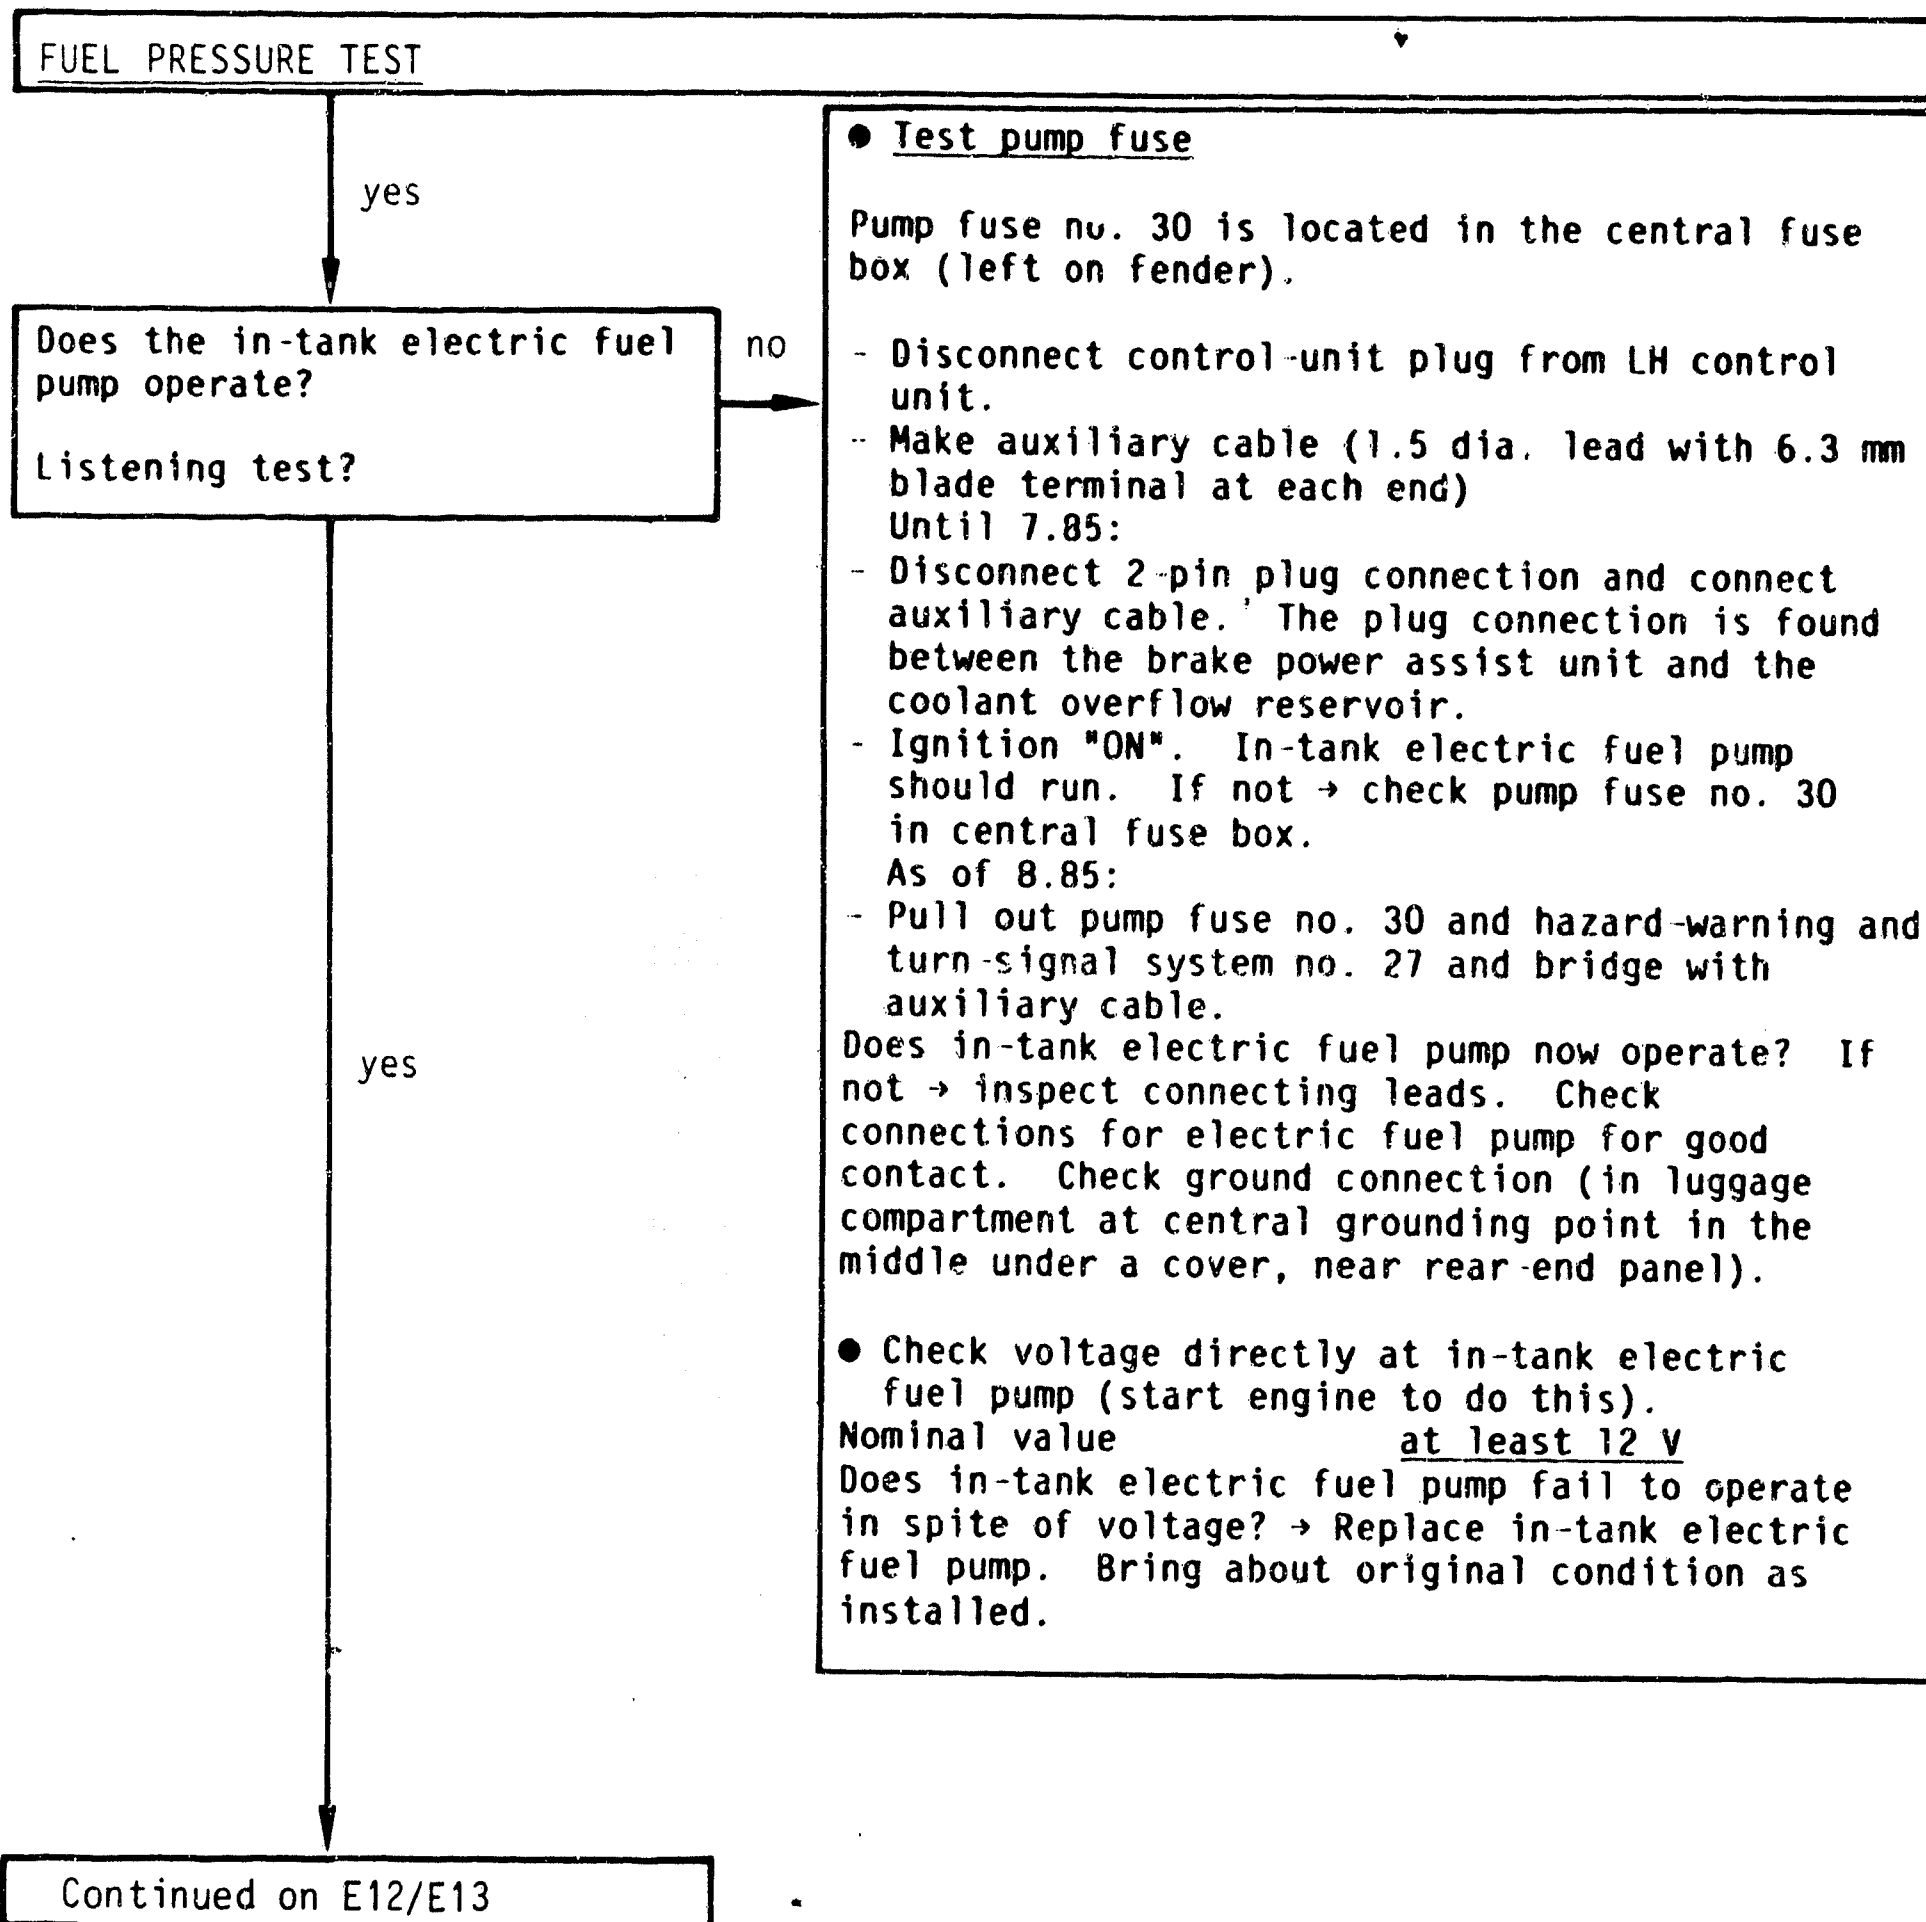 FUEL PRESSURE TEST
yes
Does the in-tank electric fuel
pump operate?
Listening test?
no
● Test pump fuse
Pump fuse no. 30 is located in the central fuse
box (left on fender).
- Disconnect control-unit plug from LH control
unit.
- Make auxiliary cable (1.5 dia. lead with 6.3 mm
blade terminal at each end)
Until 7.85:
- Disconnect 2-pin plug connection and connect
auxiliary cable. The plug connection is found
between the brake power assist unit and the
coolant overflow reservoir.
- Ignition "ON". In-tank electric fuel pump
should run. If not → check pump fuse no. 30
in central fuse box.
As of 8.85:
- Pull out pump fuse no. 30 and hazard-warning and
turn-signal system no. 27 and bridge with
auxiliary cable.
Does in-tank electric fuel pump now operate? If
not → inspect connecting leads. Check
connections for electric fuel pump for good
contact. Check ground connection (in luggage
compartment at central grounding point in the
middle under a cover, near rear-end panel).
● Check voltage directly at in-tank electric
fuel pump (start engine to do this).
Nominal value at least 12 V
Does in-tank electric fuel pump fail to operate
in spite of voltage? → Replace in-tank electric
fuel pump. Bring about original condition as
installed.
yes
Continued on E12/E13